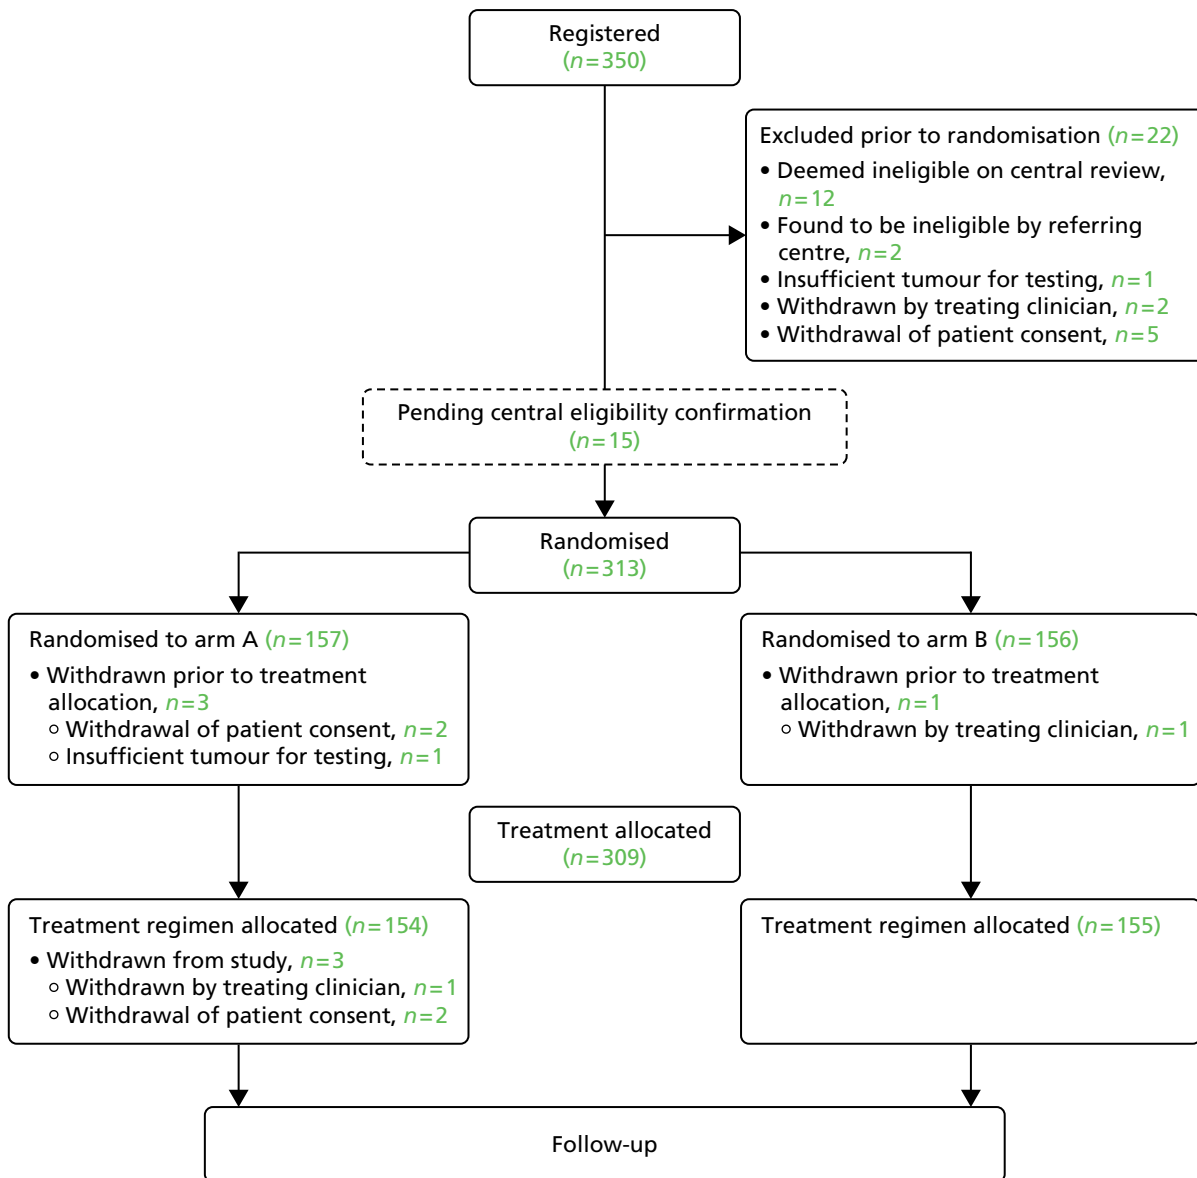 Registered
(n=350)
Excluded prior to randomisation (n=22)
• Deemed ineligible on central review,
n=12
• Found to be ineligible by referring
centre, n=2
• Insufficient tumour for testing, n=1
• Withdrawn by treating clinician, n=2
• Withdrawal of patient consent, n=5
Pending central eligibility confirmation
(n=15)
Randomised
(n=313)
Randomised to arm A (n=157)
• Withdrawn prior to treatment
allocation, n=3
○ Withdrawal of patient consent, n=2
○ Insufficient tumour for testing, n=1
Randomised to arm B (n=156)
• Withdrawn prior to treatment
allocation, n=1
○ Withdrawn by treating clinician, n=1
Treatment allocated
(n=309)
Treatment regimen allocated (n=154)
• Withdrawn from study, n=3
○ Withdrawn by treating clinician, n=1
○ Withdrawal of patient consent, n=2
Treatment regimen allocated (n=155)
Follow-up